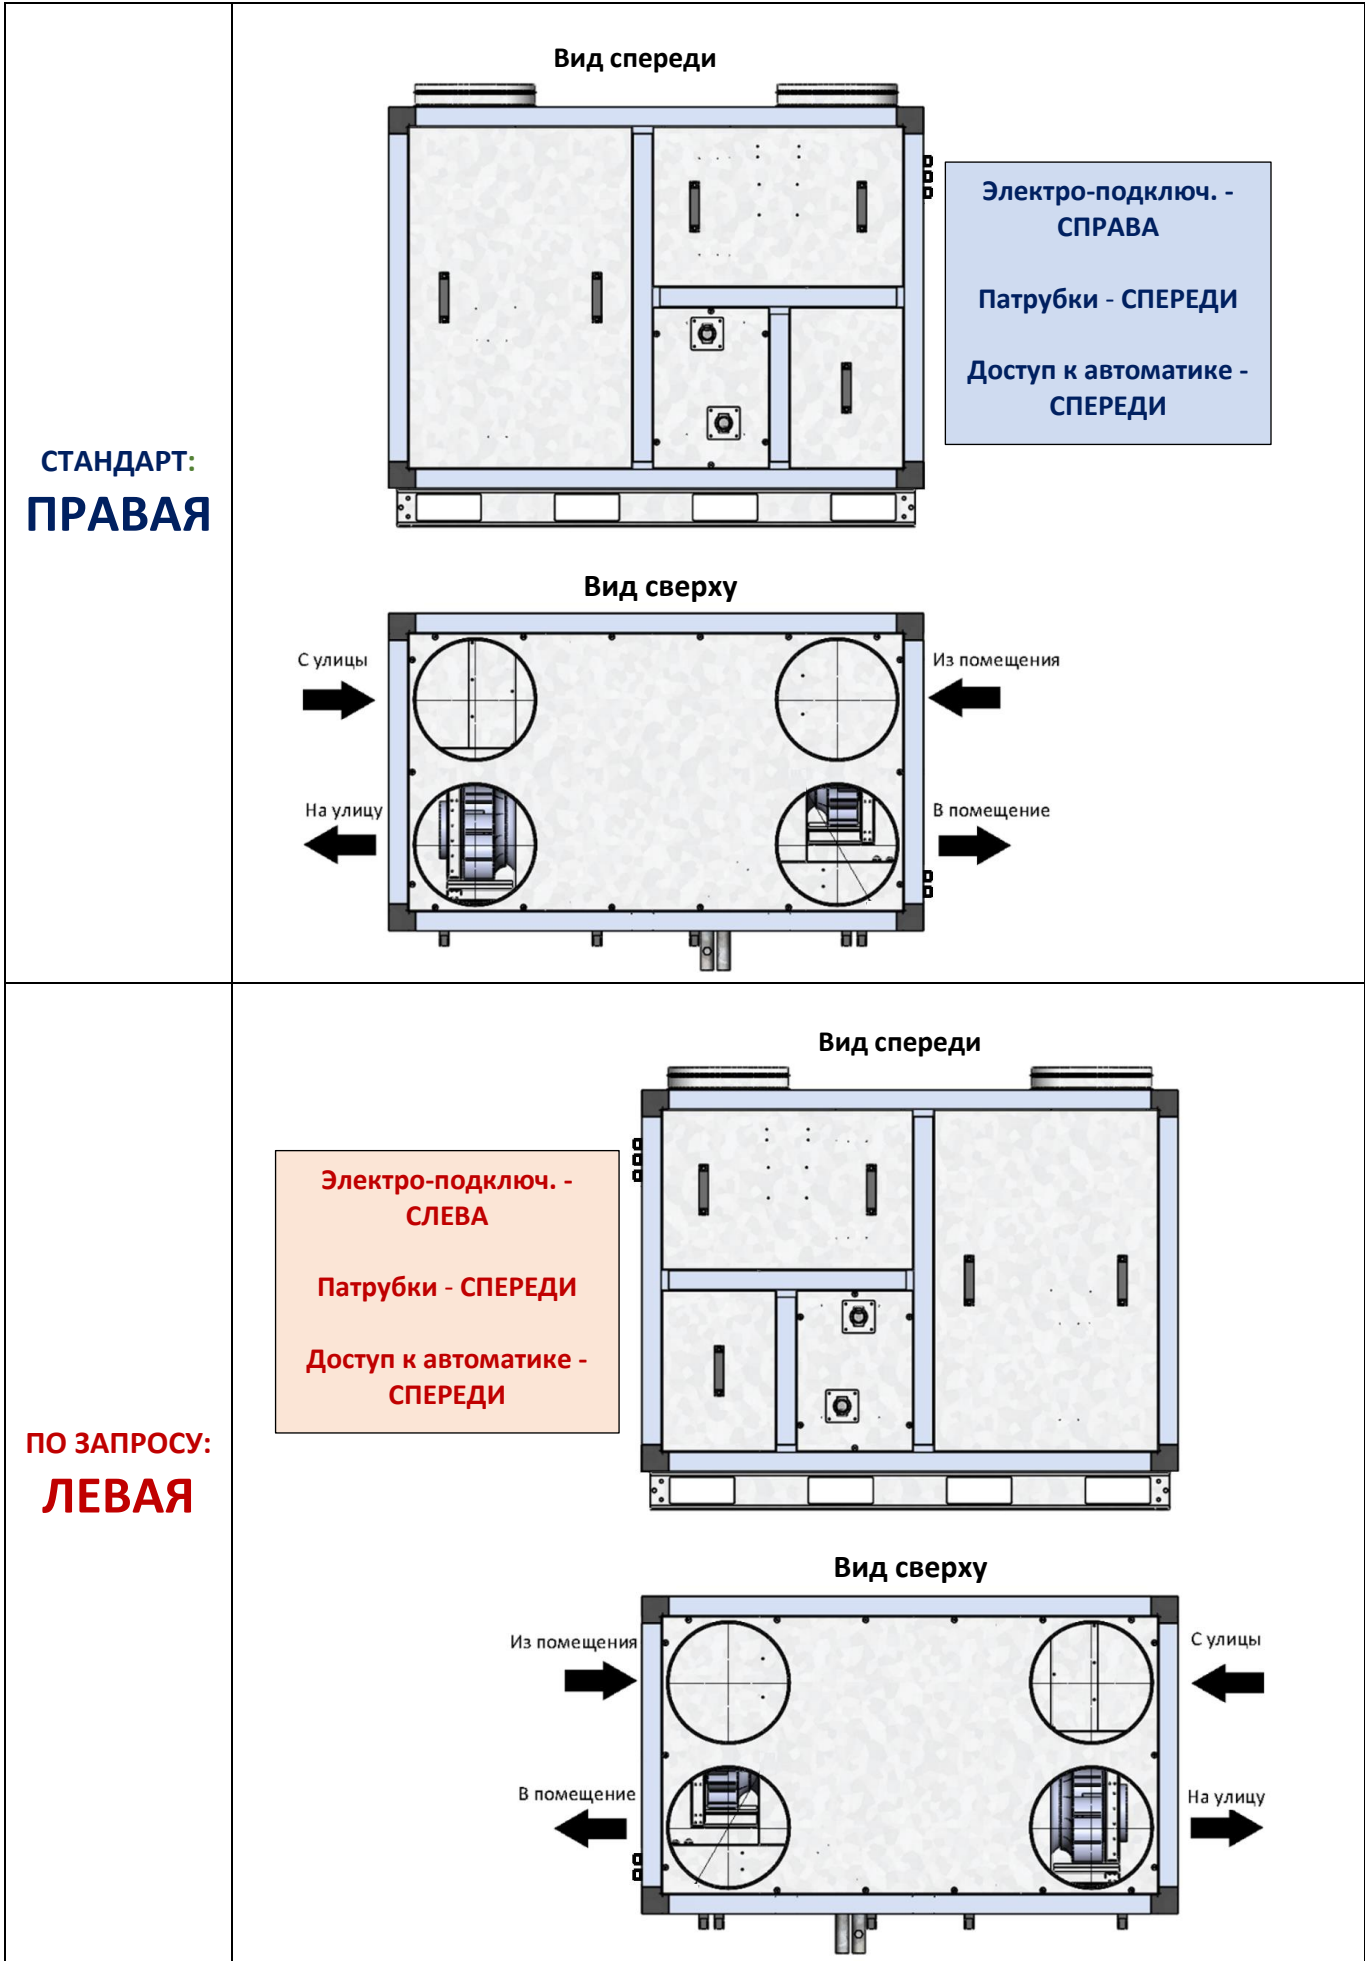 СТАНДАРТ:
ПРАВАЯ
Вид спереди
Электро-подключ. -
СПРАВА
Патрубки - СПЕРЕДИ
Доступ к автоматике -
СПЕРЕДИ
Вид сверху
С улицы
Из помещения
На улицу
В помещение
ПО ЗАПРОСУ:
ЛЕВАЯ
Вид спереди
Электро-подключ. -
СЛЕВА
Патрубки - СПЕРЕДИ
Доступ к автоматике -
СПЕРЕДИ
Вид сверху
Из помещения
С улицы
В помещение
На улицу